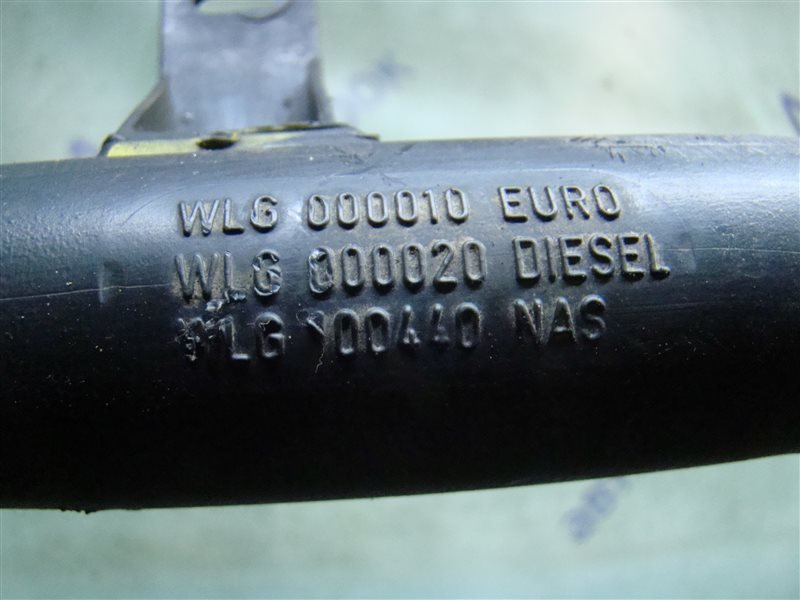 WLG 000010 EURO
WLG 000020 DIESEL
WLG 100440 NAS